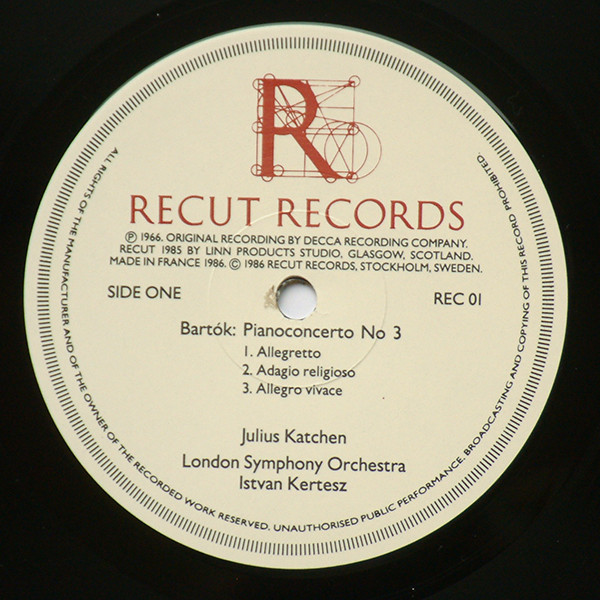 R
RECUT RECORDS
℗ 1966. ORIGINAL RECORDING BY DECCA RECORDING COMPANY.
RECUT 1985 BY LINN PRODUCTS STUDIO, GLASGOW, SCOTLAND.
MADE IN FRANCE 1986. © 1986 RECUT RECORDS, STOCKHOLM, SWEDEN.
SIDE ONE
REC 01
Bartók: Pianoconcerto No 3
1. Allegretto
2. Adagio religioso
3. Allegro vivace
Julius Katchen
London Symphony Orchestra
Istvan Kertesz
ALL RIGHTS OF THE MANUFACTURER AND OF THE OWNER OF THE RECORDED WORK RESERVED. UNAUTHORISED PUBLIC PERFORMANCE, BROADCASTING AND COPYING OF THIS RECORD PROHIBITED.